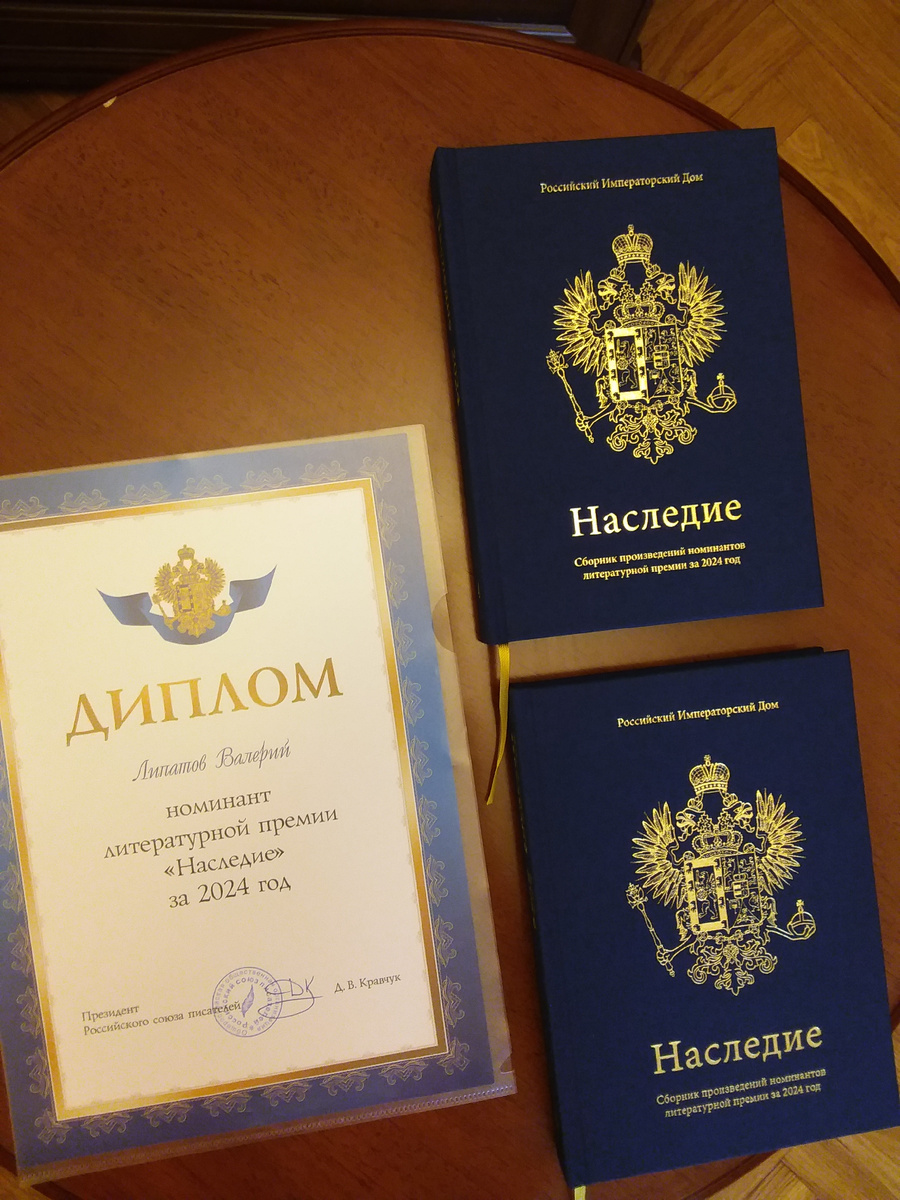 Российский Императорский Дом
Наследие
Сборник произведений номинантов
литературной премии за 2024 год
ДИПЛОМ
Липатов Валерий
номинант
литературной премии
«Наследие»
за 2024 год
Президент
Российского союза писателей
Д. В. Кравчук
Российский Императорский Дом
Наследие
Сборник произведений номинантов
литературной премии за 2024 год